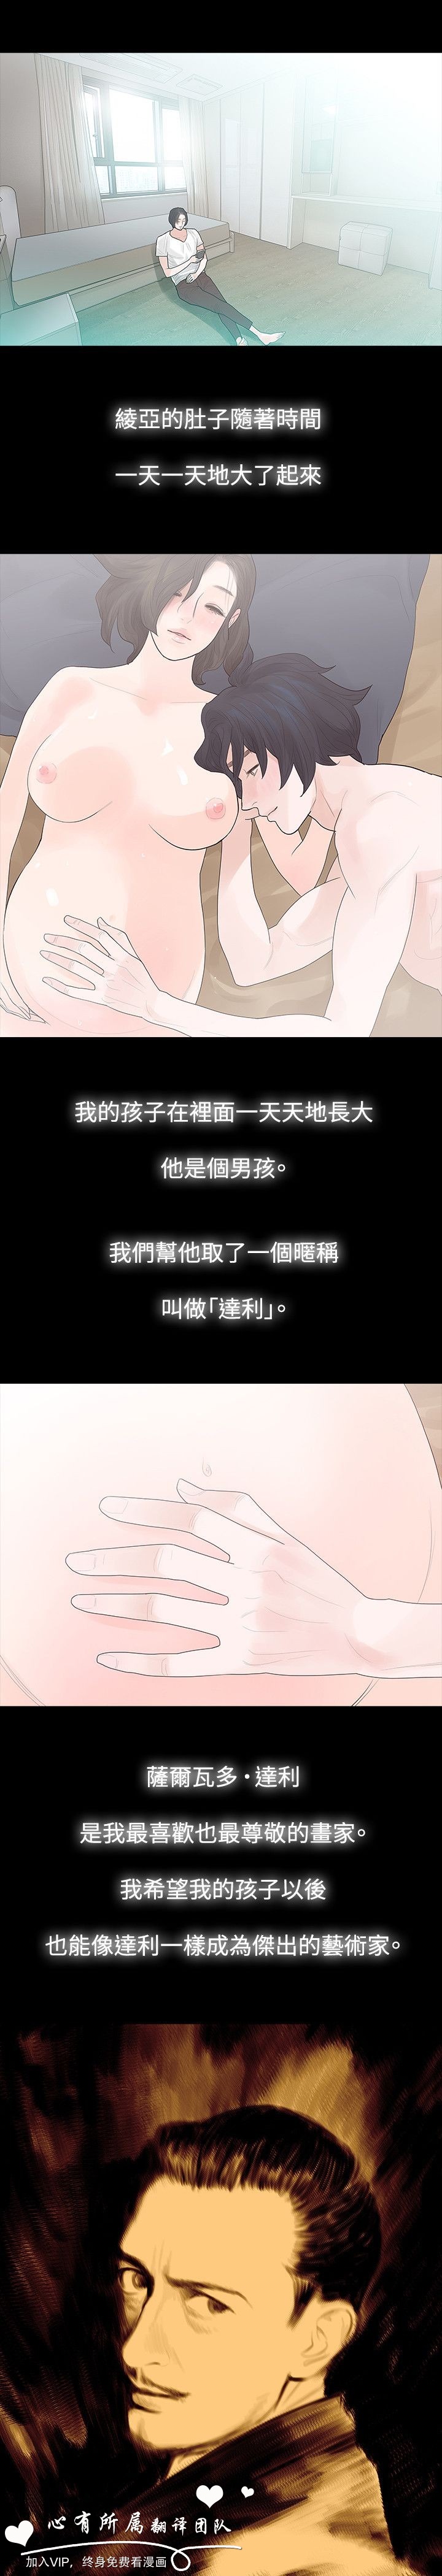 綾亞的肚子隨著時間
一天一天地大了起來
我的孩子在裡面一天天地長大
他是個男孩。
我們幫他取了一個暱稱
叫做「達利」。
薩爾瓦多·達利
是我最喜歡也最尊敬的畫家。
我希望我的孩子以後
也能像達利一樣成為傑出的藝術家。
心有所属翻译团队
加入VIP，终身免费看漫画